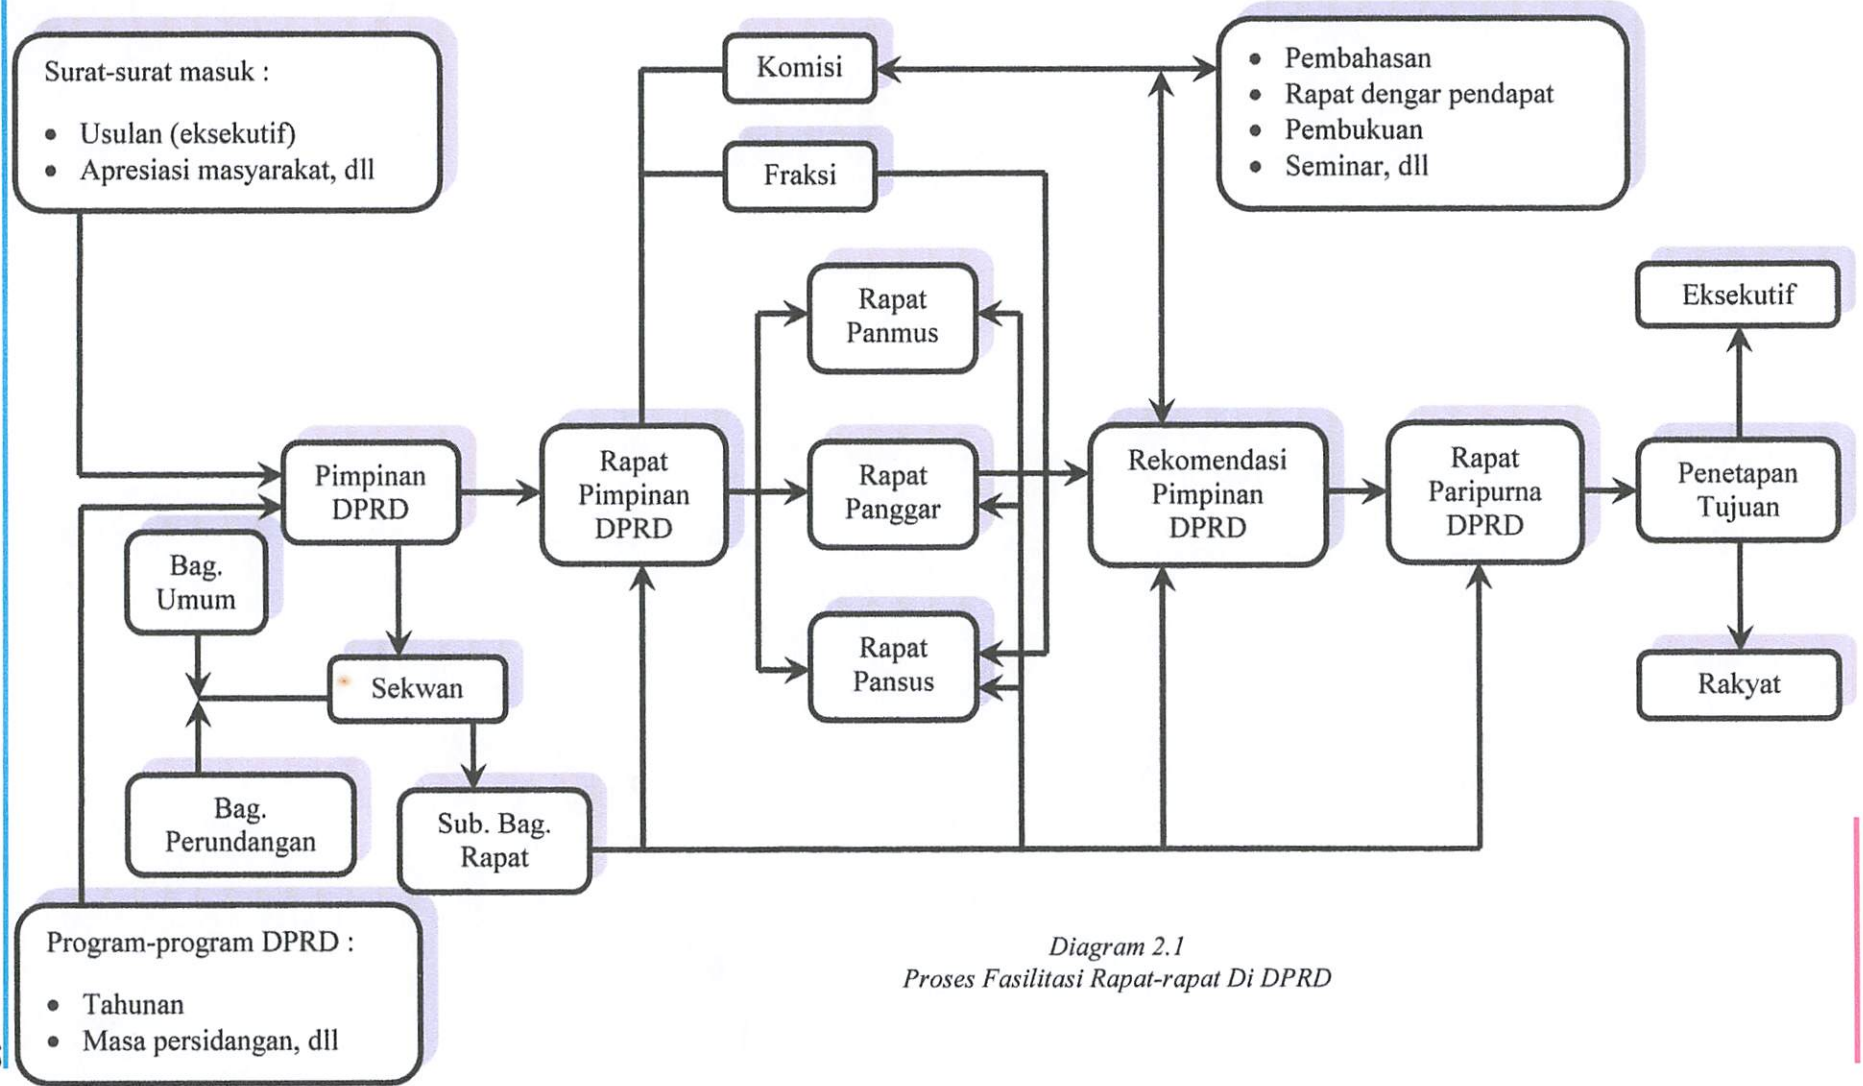 Surat-surat masuk :
• Usulan (eksekutif)
• Apresiasi masyarakat, dll
Komisi
Fraksi
• Pembahasan
• Rapat dengar pendapat
• Pembukuan
• Seminar, dll
Rapat
Panmus
Eksekutif
Pimpinan
DPRD
Rapat
Pimpinan
DPRD
Rapat
Panggar
Rekomendasi
Pimpinan
DPRD
Rapat
Paripurna
DPRD
Penetapan
Tujuan
Bag.
Umum
Sekwan
Rapat
Pansus
Rakyat
Bag.
Perundangan
Sub. Bag.
Rapat
Program-program DPRD :
• Tahunan
• Masa persidangan, dll
Diagram 2.1
Proses Fasilitasi Rapat-rapat Di DPRD